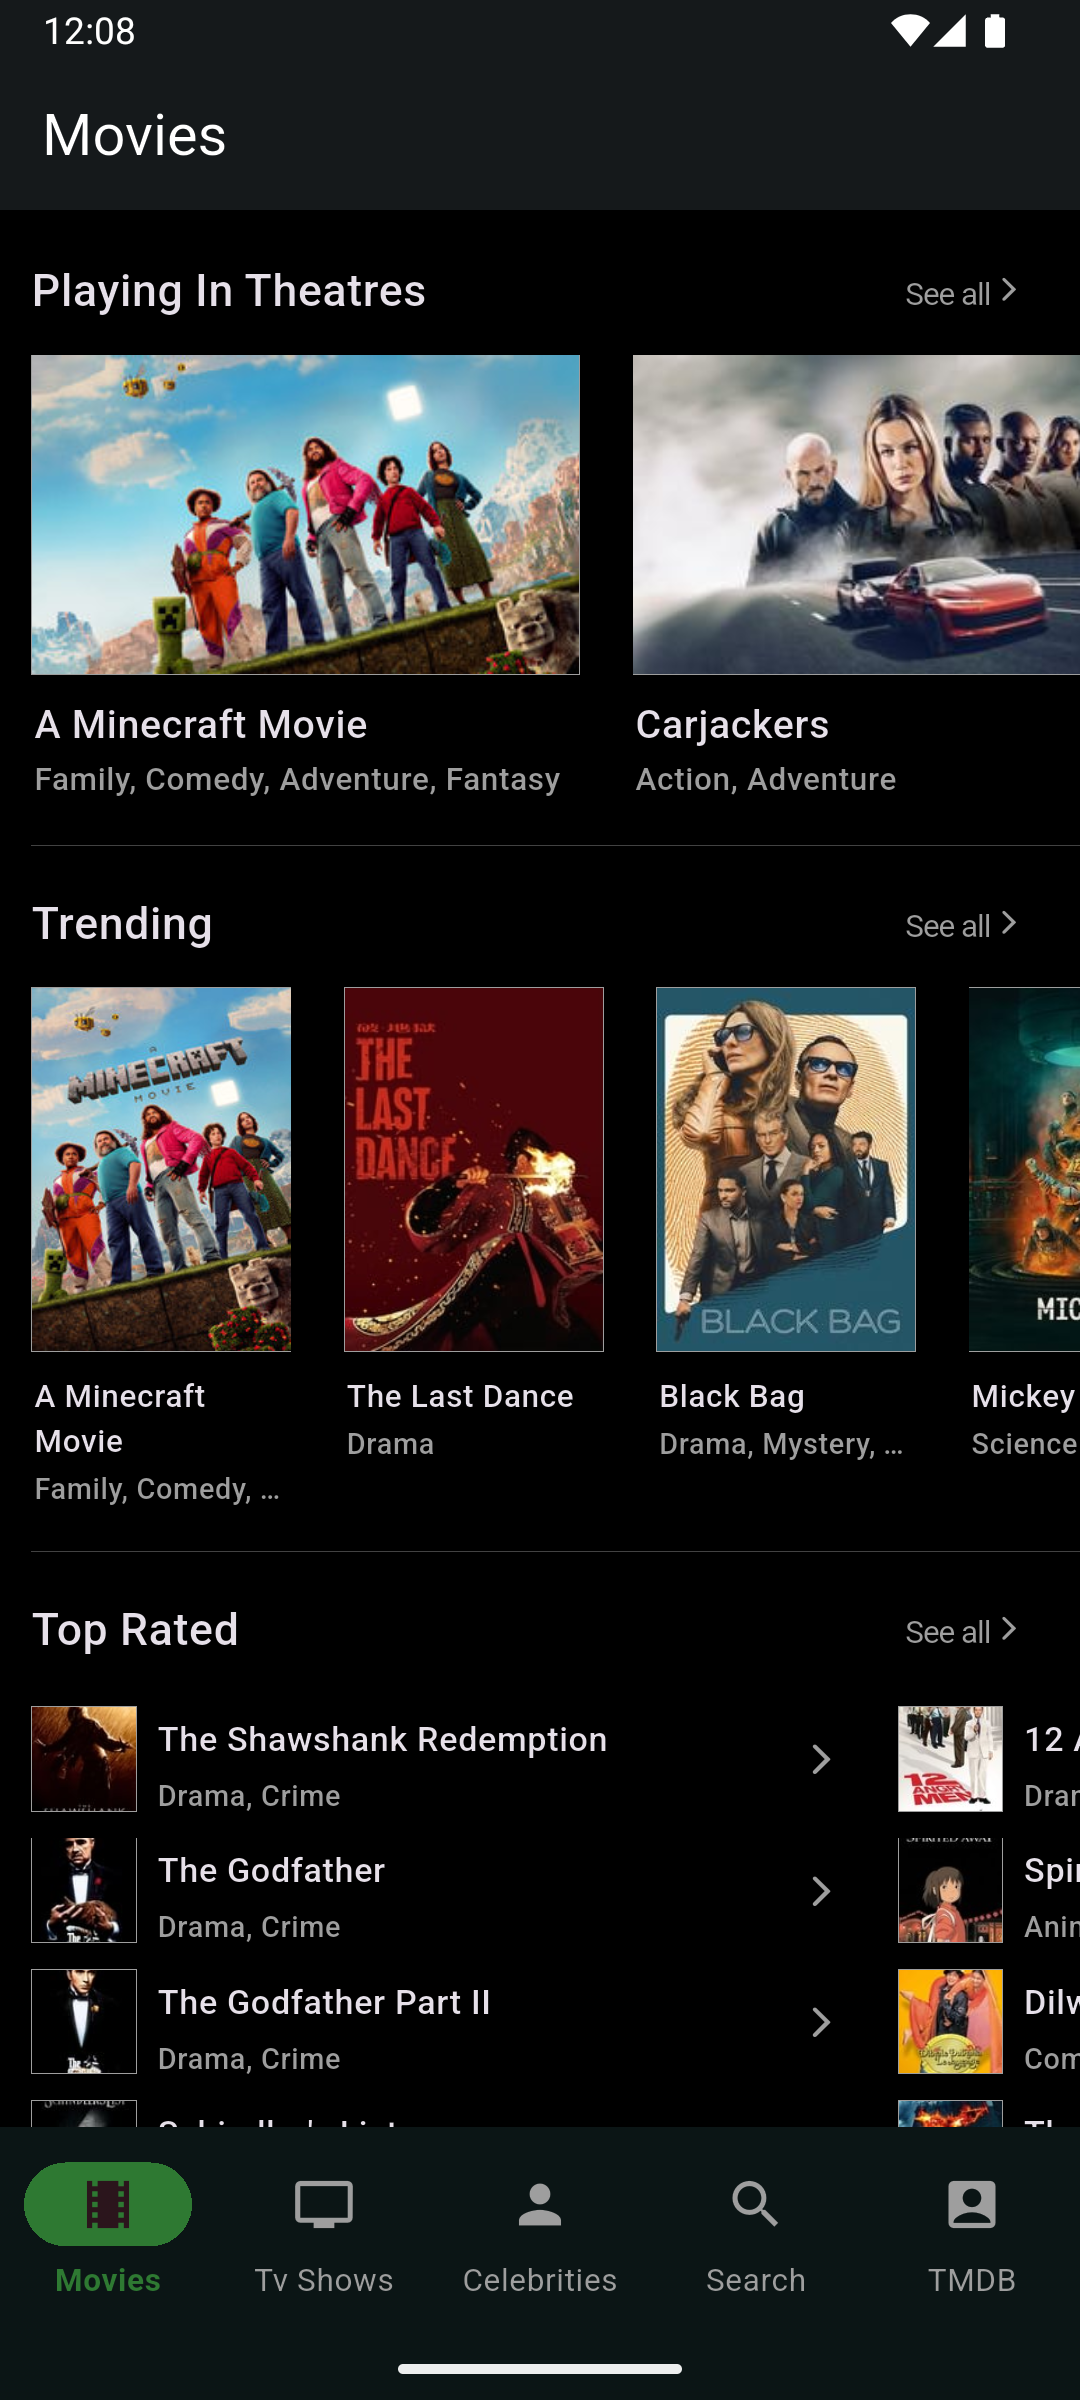 12:08
Movies
Playing In Theatres
See all
A Minecraft Movie
Family, Comedy, Adventure, Fantasy
Carjackers
Action, Adventure
Trending
See all
A
MINECRAFT
MOVIE
THE
LAST
DANCE
BLACK BAG
MIC
A Minecraft
Movie
Family, Comedy, ...
The Last Dance
Drama
Black Bag
Drama, Mystery, ...
Mickey
Science
Top Rated
See all
The Shawshank Redemption
Drama, Crime
12
ANGRY
MEN
12 A
Dran
The Godfather
Drama, Crime
SPIRITED AWAY
Spir
Anin
The Godfather Part II
Drama, Crime
Dilw
Com
Schindler's List
Th
Movies
Tv Shows
Celebrities
Search
TMDB